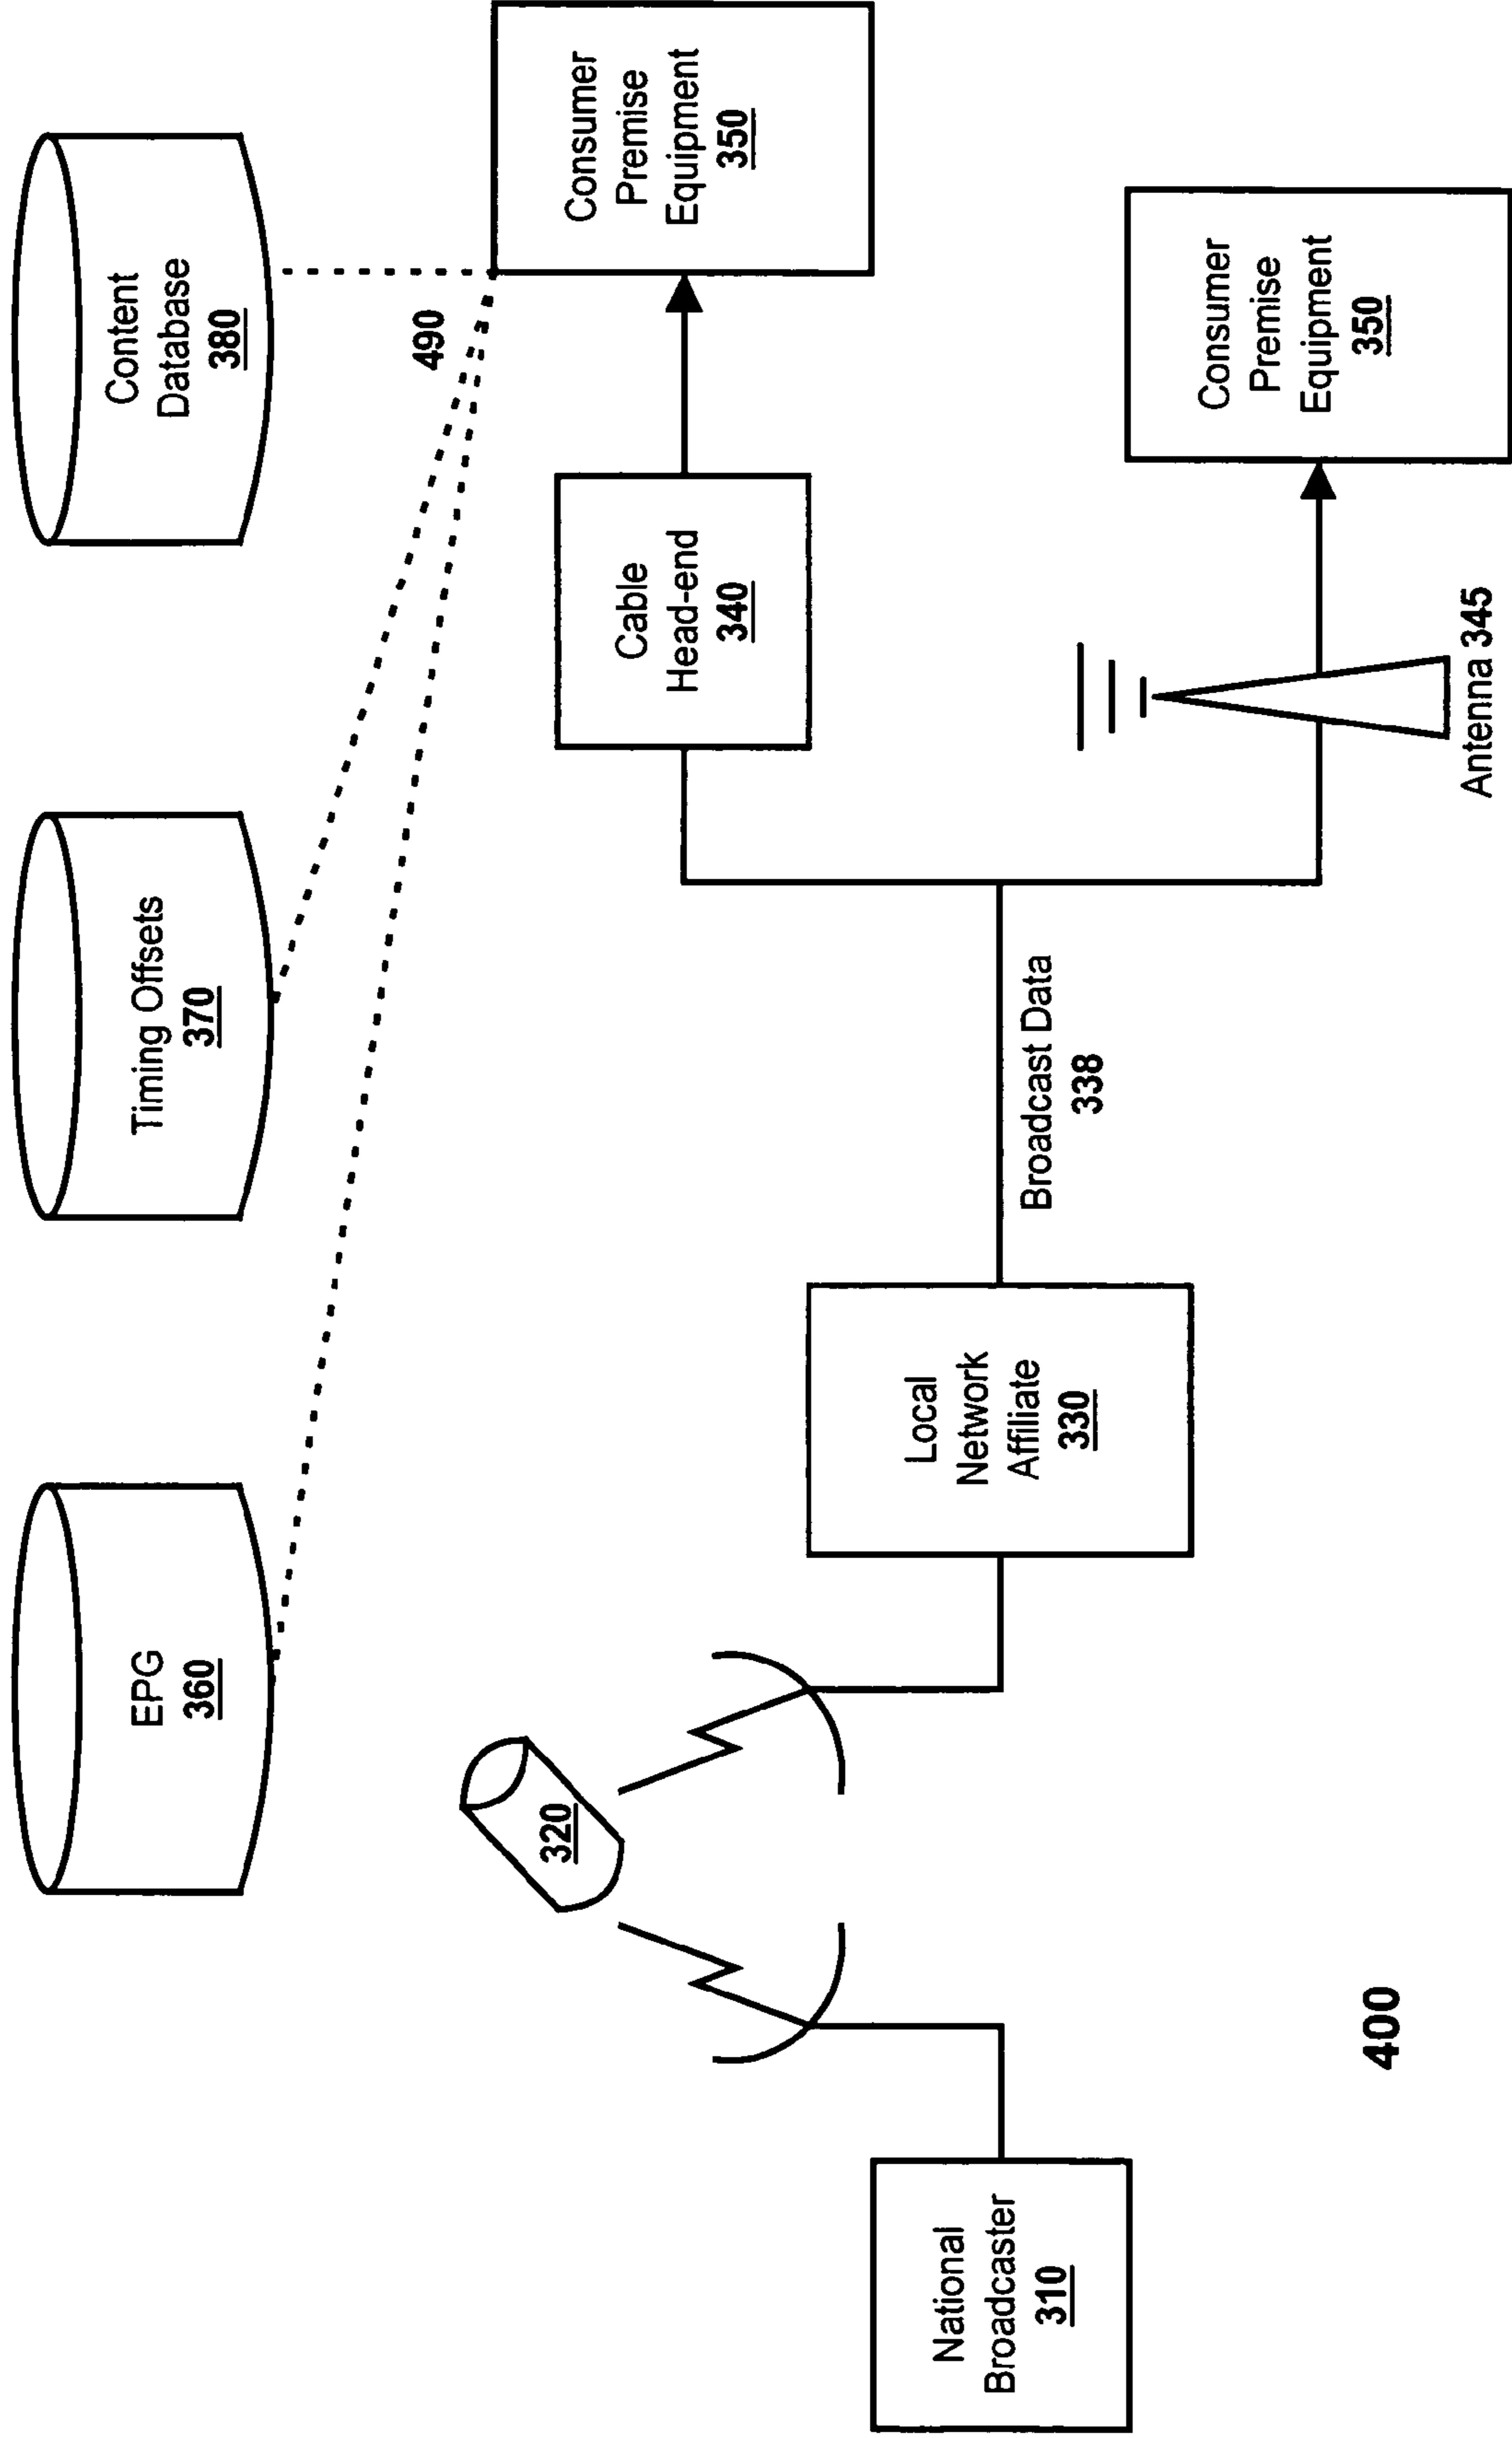 EPG
360
Timing Offsets
370
Content
Database
380
490
320
Cable
Head-end
340
Consumer
Premise
Equipment
350
National
Broadcaster
310
Local
Network
Affiliate
330
Broadcast Data
338
Antenna 345
Consumer
Premise
Equipment
350
400